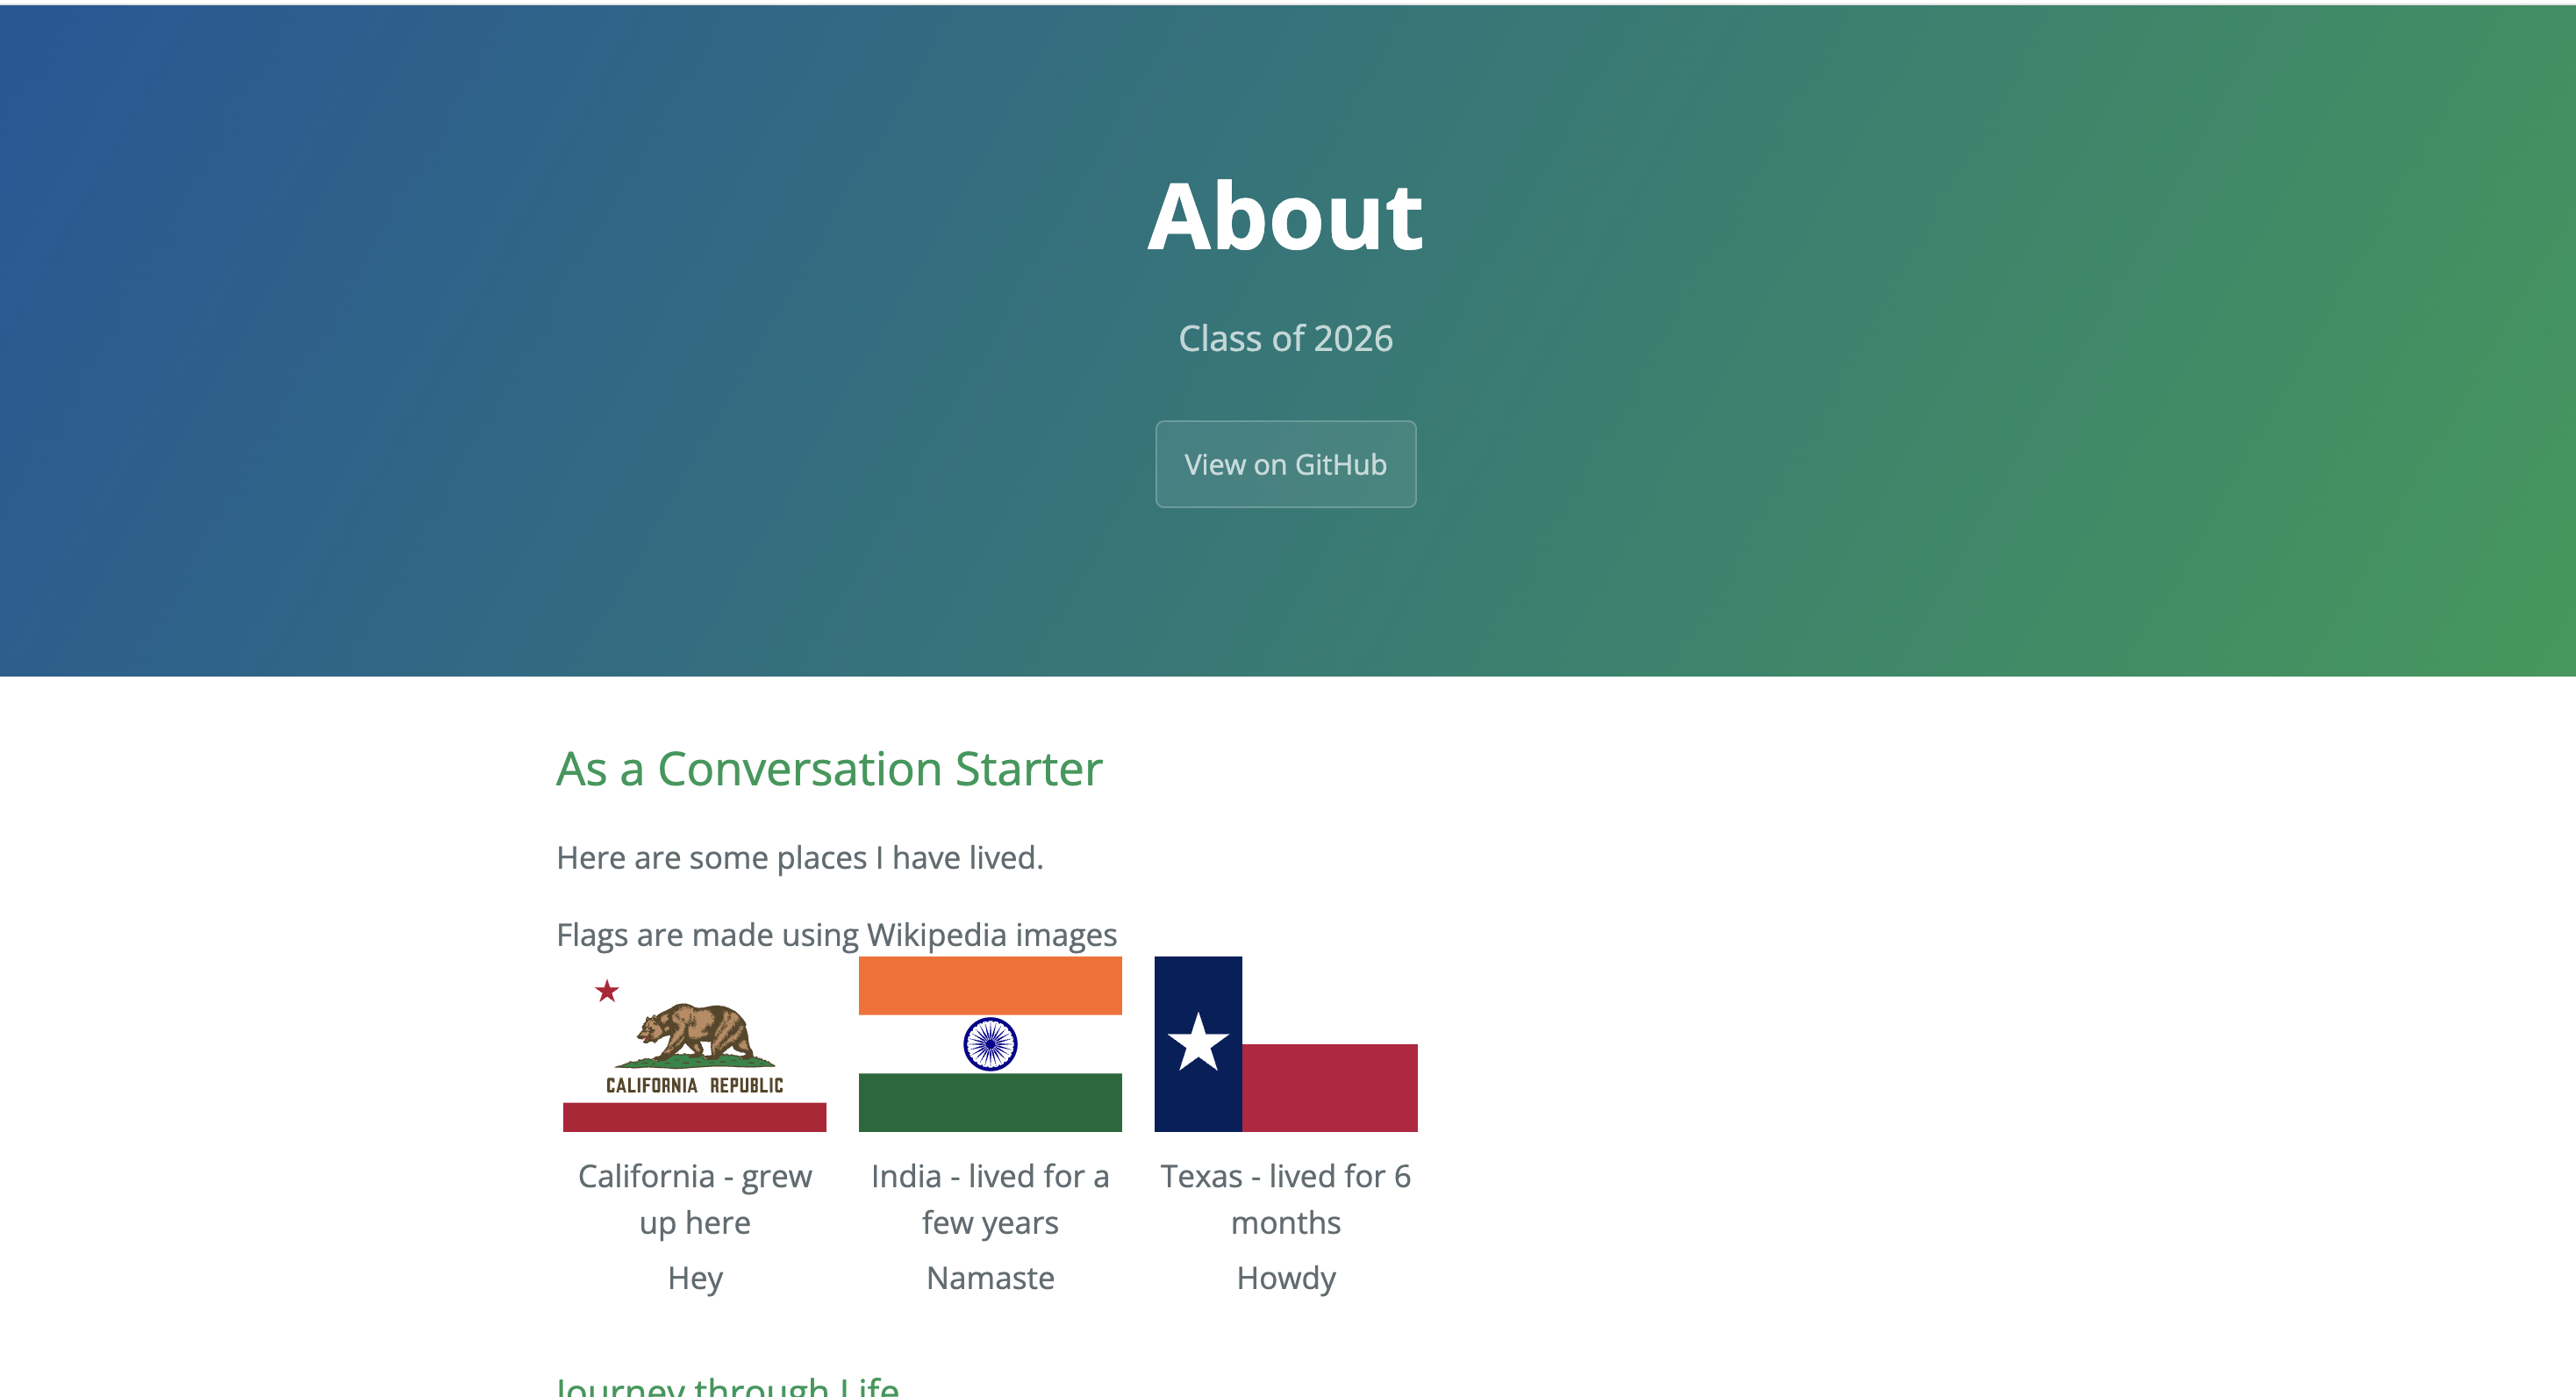 About
Class of 2026
View on GitHub
As a Conversation Starter
Here are some places I have lived.
Flags are made using Wikipedia images
CALIFORNIA REPUBLIC
California - grew
up here
Hey
India - lived for a
few years
Namaste
Texas - lived for 6
months
Howdy
Journey through Life